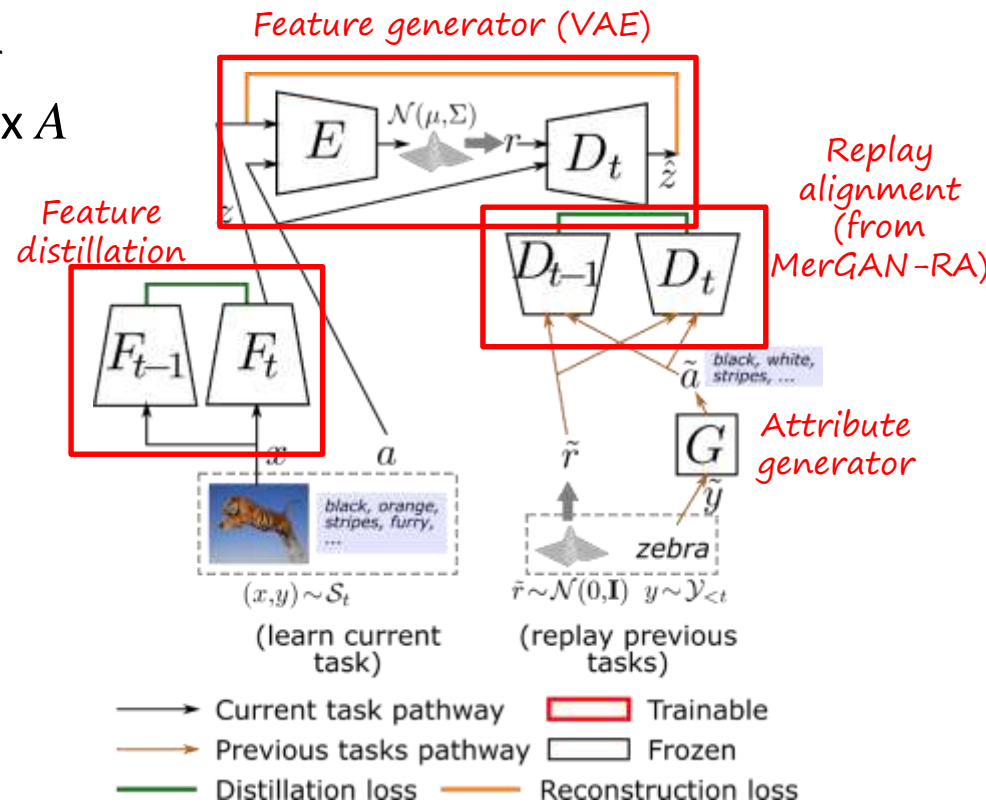 Feature generator (VAE)
x A
N(μ,Σ)
E
r
D_t
ẑ
z
Replay
alignment
(from
MerGAN-RA)
Feature
distillation
D_{t-1}
D_t
F_{t-1}
F_t
ã
black, white,
stripes, ...
G
Attribute
generator
x
a
r̃
ỹ
black, orange,
stripes, furry,
...
zebra
(x,y)∼S_t
r̃∼N(0,I) y∼Y_{<t}
(learn current
task)
(replay previous
tasks)
Current task pathway
Trainable
Previous tasks pathway
Frozen
Distillation loss
Reconstruction loss